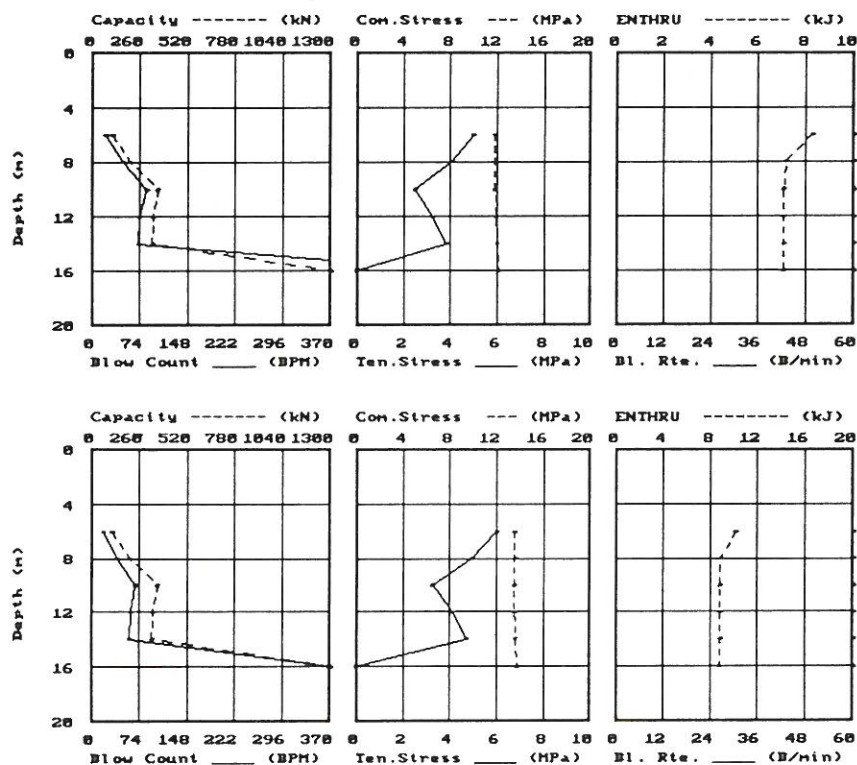 Capacity -------- (kN) Com.Stress --- (MPa) ENTHRU --------- (kJ)
0 260 520 780 1040 1300 0 4 8 12 16 20 0 2 4 6 8 10
0
4
8
Depth (m)
12
16
20
0 74 148 222 296 370 0 2 4 6 8 10 0 12 24 36 48 60
Blow Count ____ (BPM) Ten.Stress ____ (MPa) Bl. Rte. ____ (B/min)
Capacity -------- (kN) Com.Stress --- (MPa) ENTHRU --------- (kJ)
0 260 520 780 1040 1300 0 4 8 12 16 20 0 4 8 12 16 20
0
4
8
Depth (m)
12
16
20
0 74 148 222 296 370 0 2 4 6 8 10 0 12 24 36 48 60
Blow Count ____ (BPM) Ten.Stress ____ (MPa) Bl. Rte. ____ (B/min)